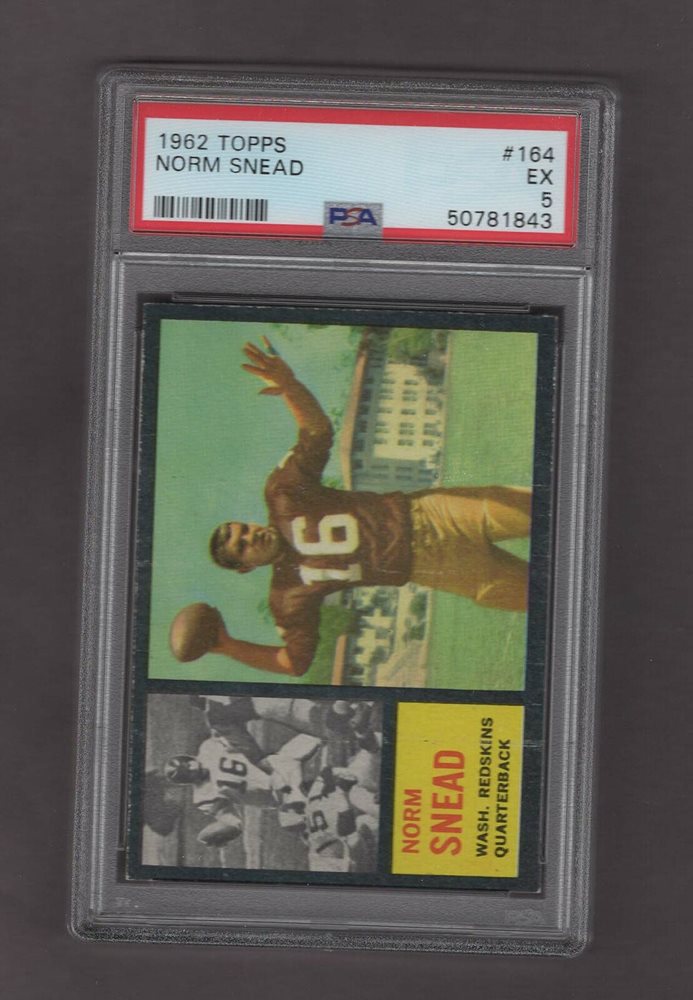 1962 TOPPS
NORM SNEAD
#164
EX
5
50781843
PSA
16
16
NORM
SNEAD
WASH. REDSKINS
QUARTERBACK